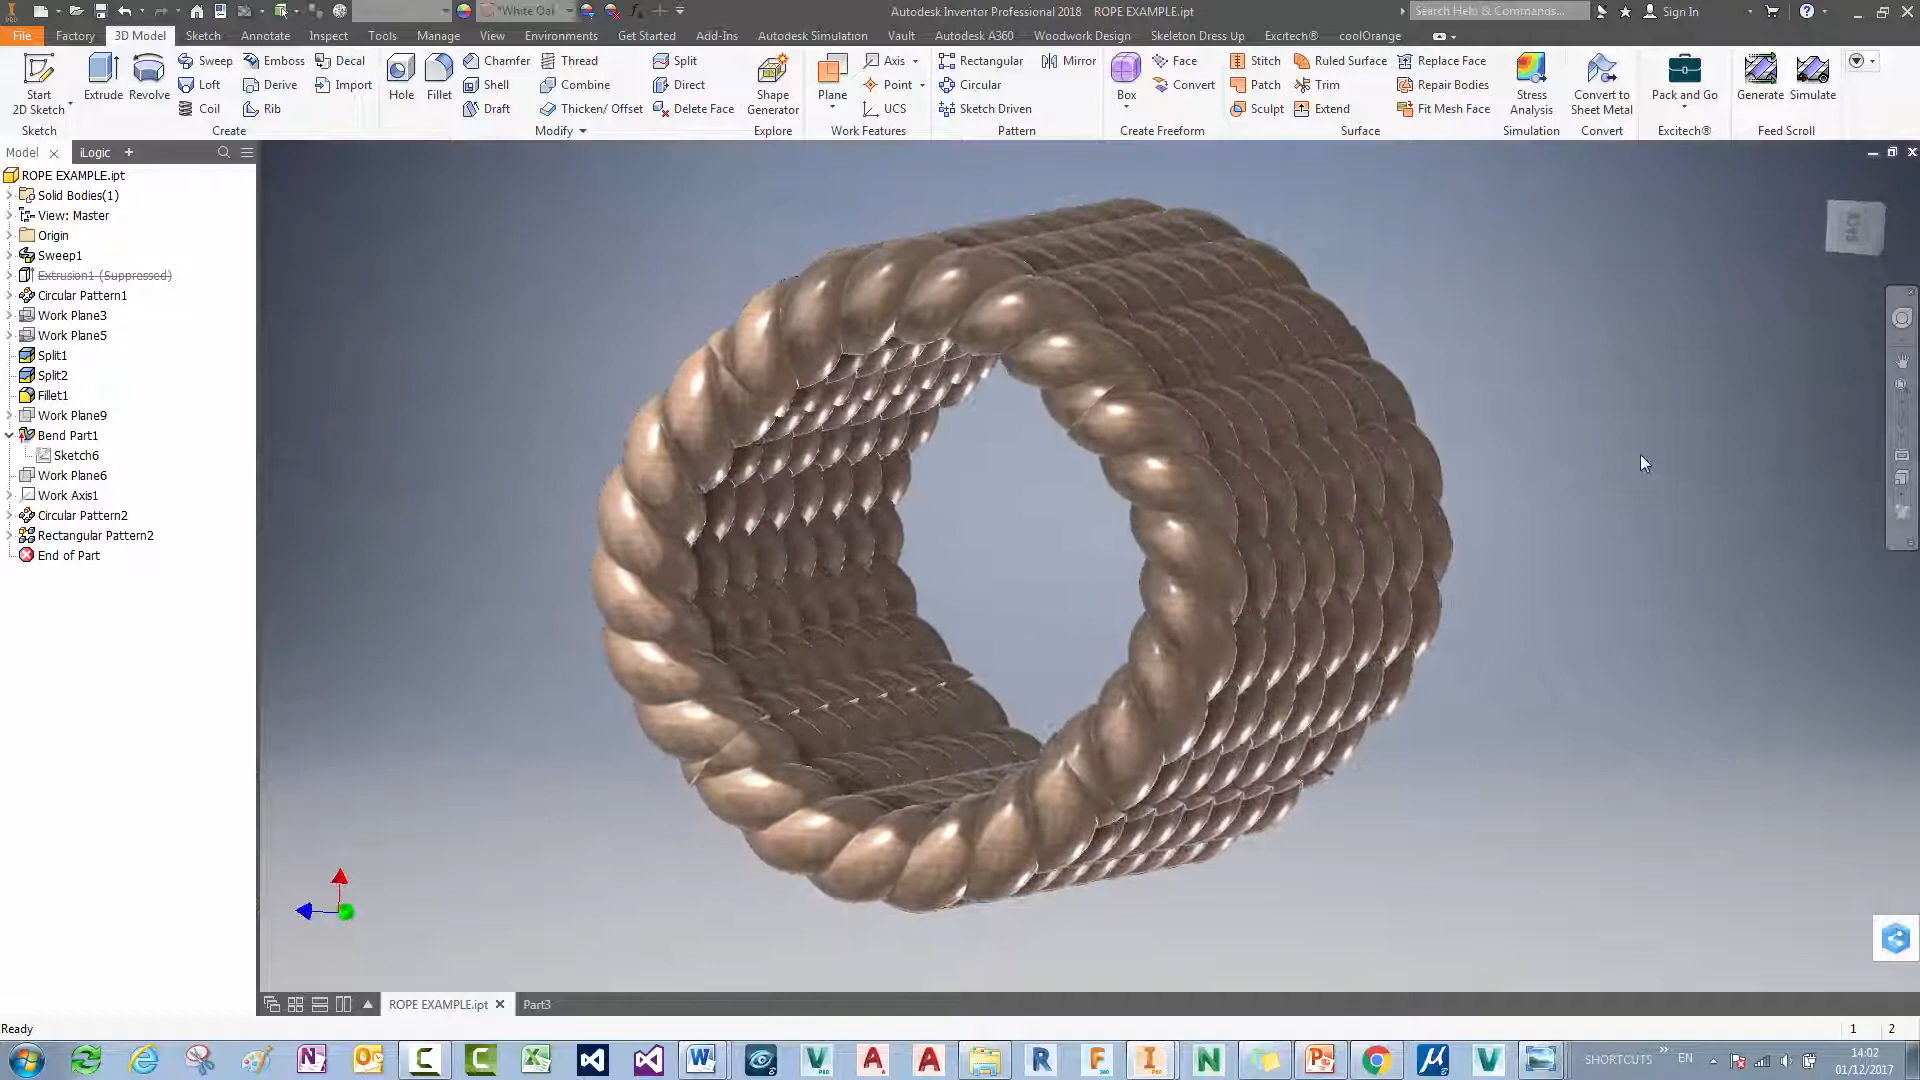 *White Oak
Autodesk Inventor Professional 2018 ROPE EXAMPLE.ipt
Search Help & Commands...
Sign In
File Factory 3D Model Sketch Annotate Inspect Tools Manage View Environments Get Started Add-Ins Autodesk Simulation Vault Autodesk A360 Woodwork Design Skeleton Dress Up Excitech® coolOrange
Start
2D Sketch
Sketch
Extrude Revolve
Sweep Emboss Decal
Loft Derive Import
Coil Rib
Create
Hole Fillet
Chamfer Thread Split
Shell Combine Direct
Draft Thicken/ Offset Delete Face
Modify
Shape
Generator
Explore
Plane
Axis
Point
UCS
Work Features
Rectangular Mirror
Circular
Sketch Driven
Pattern
Box
Face
Convert
Create Freeform
Stitch Ruled Surface Replace Face
Patch Trim Repair Bodies
Sculpt Extend Fit Mesh Face
Surface
Stress
Analysis
Simulation
Convert to
Sheet Metal
Convert
Pack and Go
Excitech®
Generate Simulate
Feed Scroll
Model iLogic +
ROPE EXAMPLE.ipt
Solid Bodies(1)
View: Master
Origin
Sweep1
Extrusion1 (Suppressed)
Circular Pattern1
Work Plane3
Work Plane5
Split1
Split2
Fillet1
Work Plane9
Bend Part1
Sketch6
Work Plane6
Work Axis1
Circular Pattern2
Rectangular Pattern2
End of Part
BACK
ROPE EXAMPLE.ipt Part3
Ready
1 2
SHORTCUTS
EN
14:02
01/12/2017